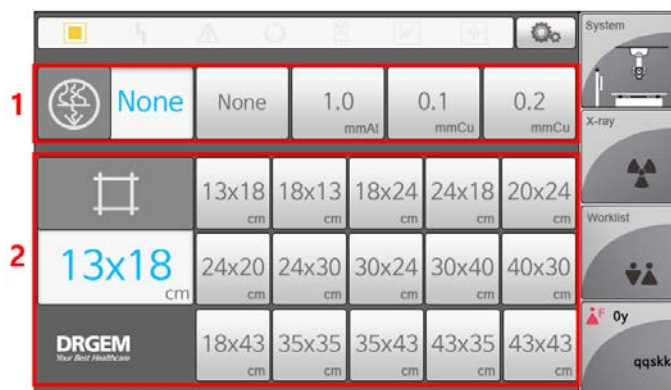 System
1
None
None
1.0
mmAl
0.1
mmCu
0.2
mmCu
X-ray
2
13x18
cm
18x13
cm
18x24
cm
24x18
cm
20x24
cm
Worklist
13x18
cm
24x20
cm
24x30
cm
30x24
cm
30x40
cm
40x30
cm
DRGEM
Your Best Healthcare
18x43
cm
35x35
cm
35x43
cm
43x35
cm
43x43
cm
F 0y
qqskk